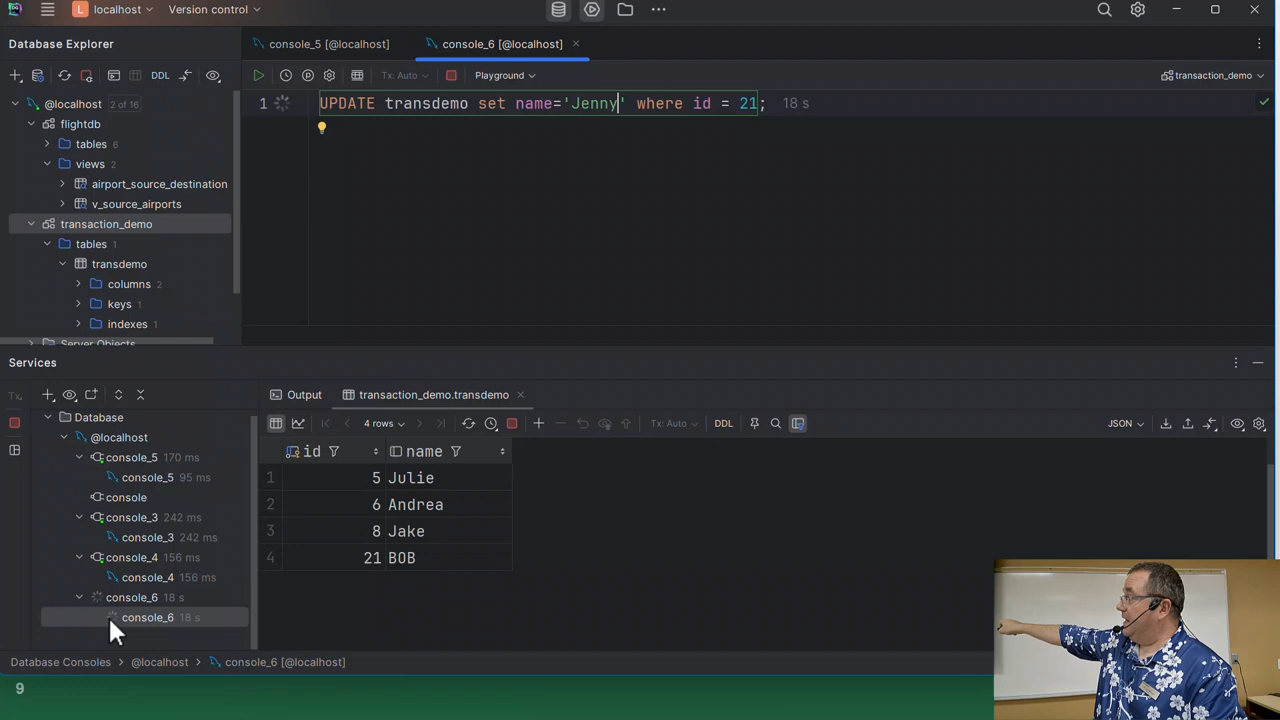 L localhost Version control
Database Explorer
console_5 [@localhost] console_6 [@localhost]
DDL
Tx: Auto Playground transaction_demo
@localhost 2 of 16
1 UPDATE transdemo set name='Jenny' where id = 21; 18 s
flightdb
tables 6
views 2
airport_source_destination
v_source_airports
transaction_demo
tables 1
transdemo
columns 2
keys 1
indexes 1
Server Objects
Services
Tx
Output transaction_demo.transdemo
Database
4 rows Tx: Auto DDL JSON
@localhost
console_5 170 ms
console_5 95 ms
console
console_3 242 ms
console_3 242 ms
console_4 156 ms
console_4 156 ms
console_6 18 s
console_6 18 s
id name
1 5 Julie
2 6 Andrea
3 8 Jake
4 21 BOB
Database Consoles > @localhost > console_6 [@localhost]
9